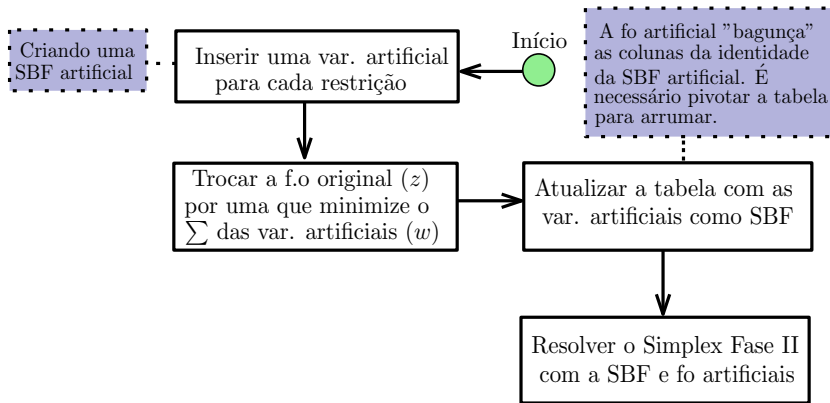 Início
Inserir uma var. artificial
para cada restrição
Criando uma
SBF artificial
Trocar a f.o original (z)
por uma que minimize o
∑ das var. artificiais (w)
Atualizar a tabela com as
var. artificiais como SBF
A fo artificial "bagunça"
as colunas da identidade
da SBF artificial. É
necessário pivotar a tabela
para arrumar.
Resolver o Simplex Fase II
com a SBF e fo artificiais